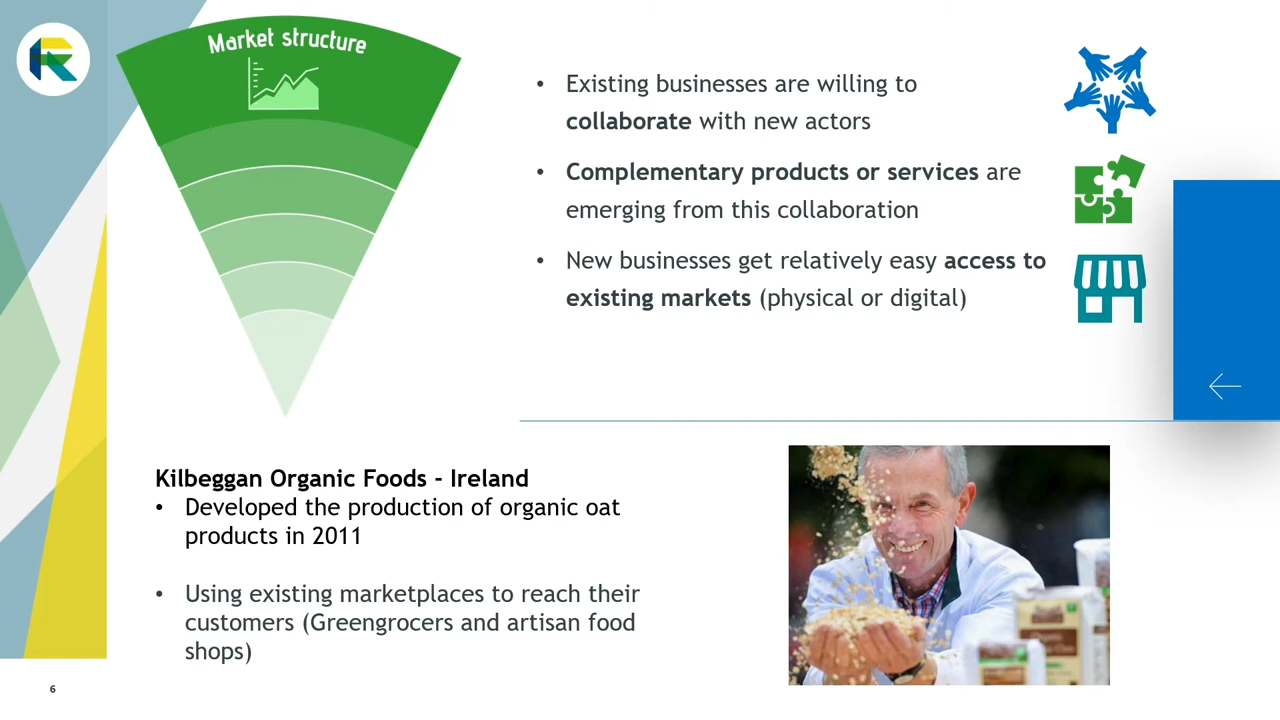 Market structure
• Existing businesses are willing to
collaborate with new actors
• Complementary products or services are
emerging from this collaboration
• New businesses get relatively easy access to
existing markets (physical or digital)
Kilbeggan Organic Foods - Ireland
• Developed the production of organic oat
products in 2011
• Using existing marketplaces to reach their
customers (Greengrocers and artisan food
shops)
6